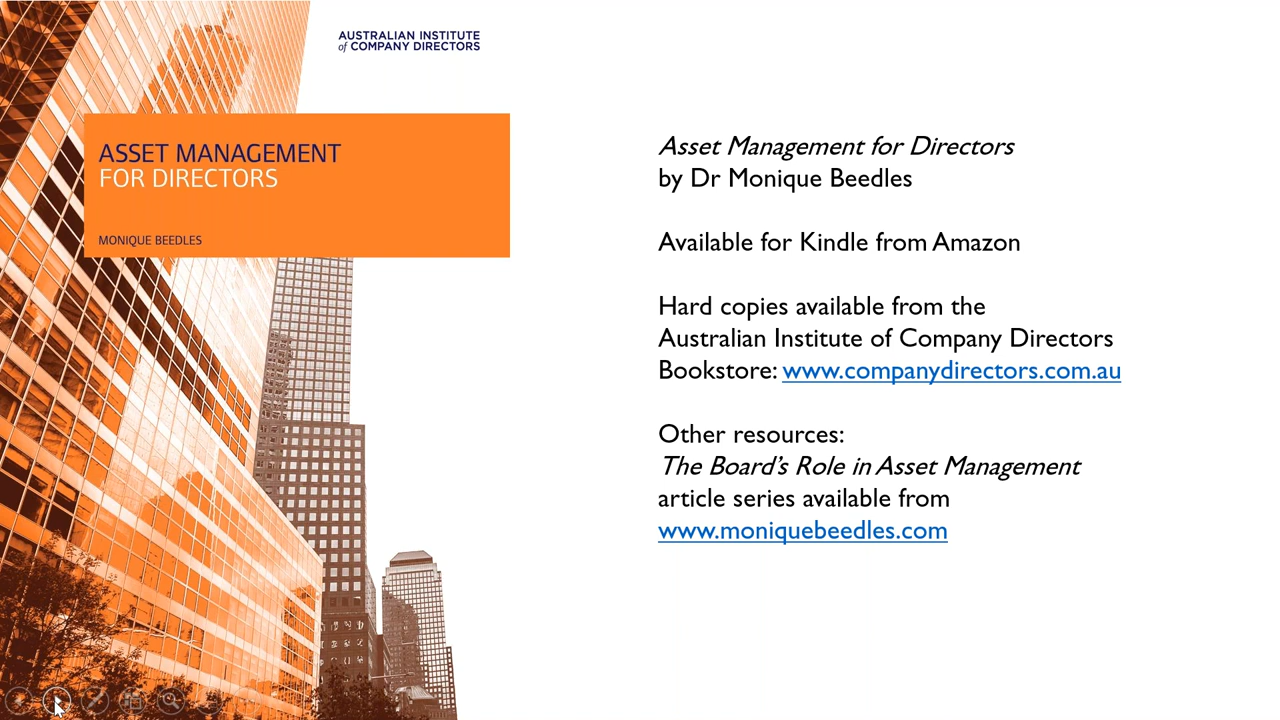 AUSTRALIAN INSTITUTE
of COMPANY DIRECTORS
ASSET MANAGEMENT
FOR DIRECTORS
MONIQUE BEEDLES
Asset Management for Directors
by Dr Monique Beedles
Available for Kindle from Amazon
Hard copies available from the
Australian Institute of Company Directors
Bookstore: www.companydirectors.com.au
Other resources:
The Board’s Role in Asset Management
article series available from
www.moniquebeedles.com